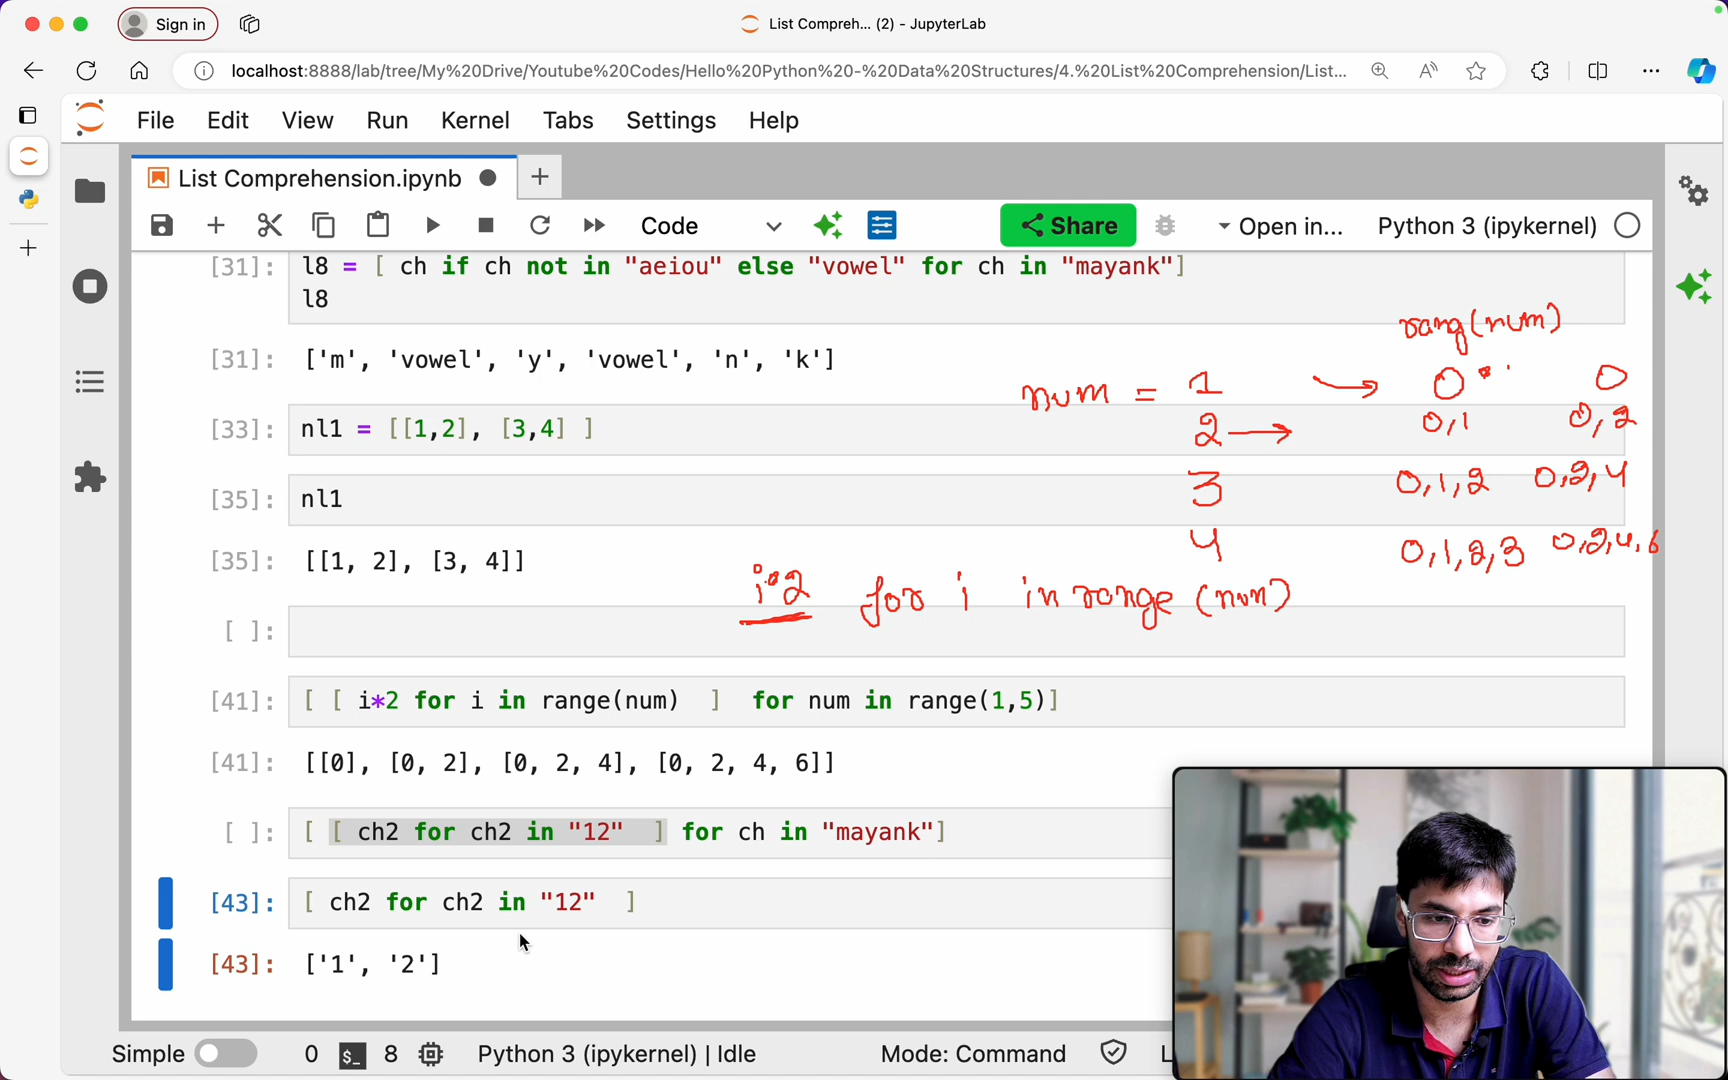 Sign in
List Compreh... (2) - JupyterLab
localhost:8888/lab/tree/My%20Drive/Youtube%20Codes/Hello%20Python%20-%20Data%20Structures/4.%20List%20Comprehension/List...
File Edit View Run Kernel Tabs Settings Help
List Comprehension.ipynb
Code
Share
Open in...
Python 3 (ipykernel)
[31]: l8 = [ ch if ch not in "aeiou" else "vowel" for ch in "mayank"]
l8
rang(num)
[31]: ['m', 'vowel', 'y', 'vowel', 'n', 'k']
num = 1 → 0 0
[33]: nl1 = [[1,2], [3,4] ]
2 → 0,1 0,2
[35]: nl1
3 0,1,2 0,2,4
[35]: [[1, 2], [3, 4]]
4 0,1,2,3 0,2,4,6
i*2 for i in range (num)
[ ]:
[41]: [ [ i*2 for i in range(num) ] for num in range(1,5)]
[41]: [[0], [0, 2], [0, 2, 4], [0, 2, 4, 6]]
[ ]: [ [ ch2 for ch2 in "12" ] for ch in "mayank"]
[43]: [ ch2 for ch2 in "12" ]
[43]: ['1', '2']
Simple 0 8 Python 3 (ipykernel) | Idle Mode: Command